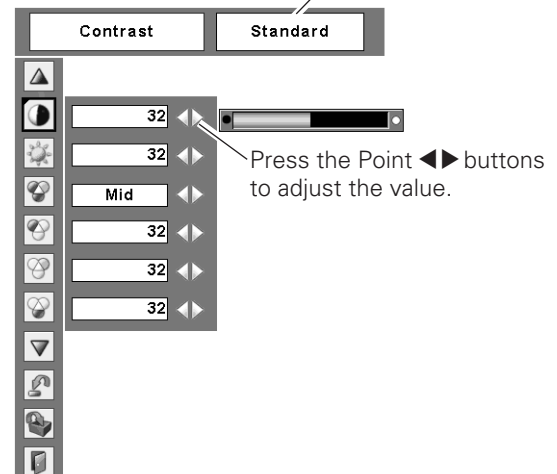 Contrast Standard
32
32
Mid
32
32
32
Press the Point ◀▶ buttons
to adjust the value.